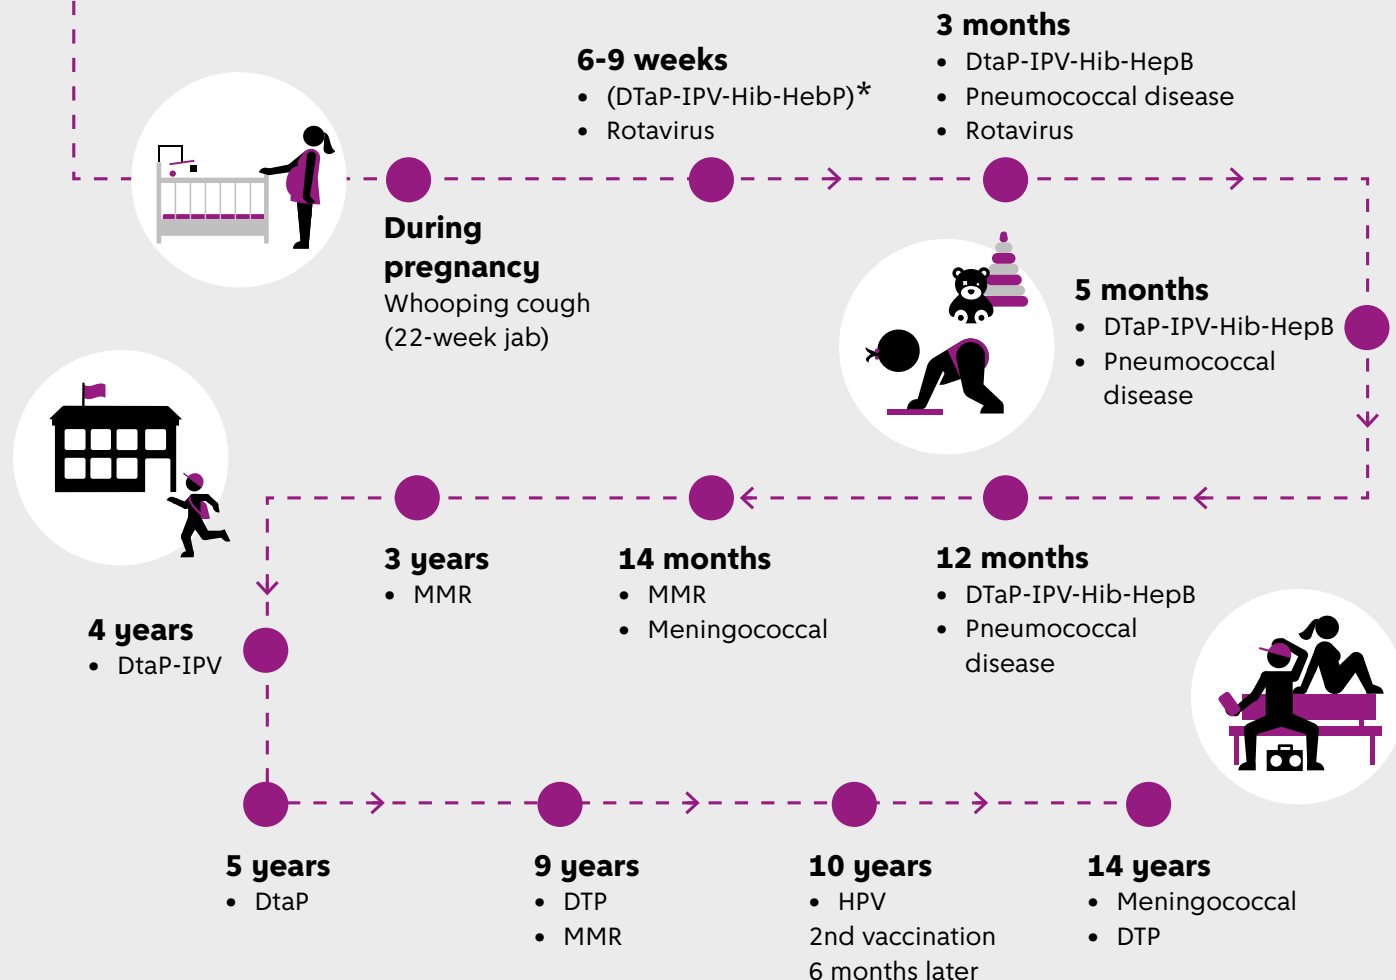 During
pregnancy
Whooping cough
(22-week jab)
6-9 weeks
• (DTaP-IPV-Hib-HebP)*
• Rotavirus
3 months
• DtaP-IPV-Hib-HepB
• Pneumococcal disease
• Rotavirus
5 months
• DTaP-IPV-Hib-HepB
• Pneumococcal
disease
12 months
• DTaP-IPV-Hib-HepB
• Pneumococcal
disease
14 months
• MMR
• Meningococcal
3 years
• MMR
4 years
• DtaP-IPV
5 years
• DtaP
9 years
• DTP
• MMR
10 years
• HPV
2nd vaccination
6 months later
14 years
• Meningococcal
• DTP